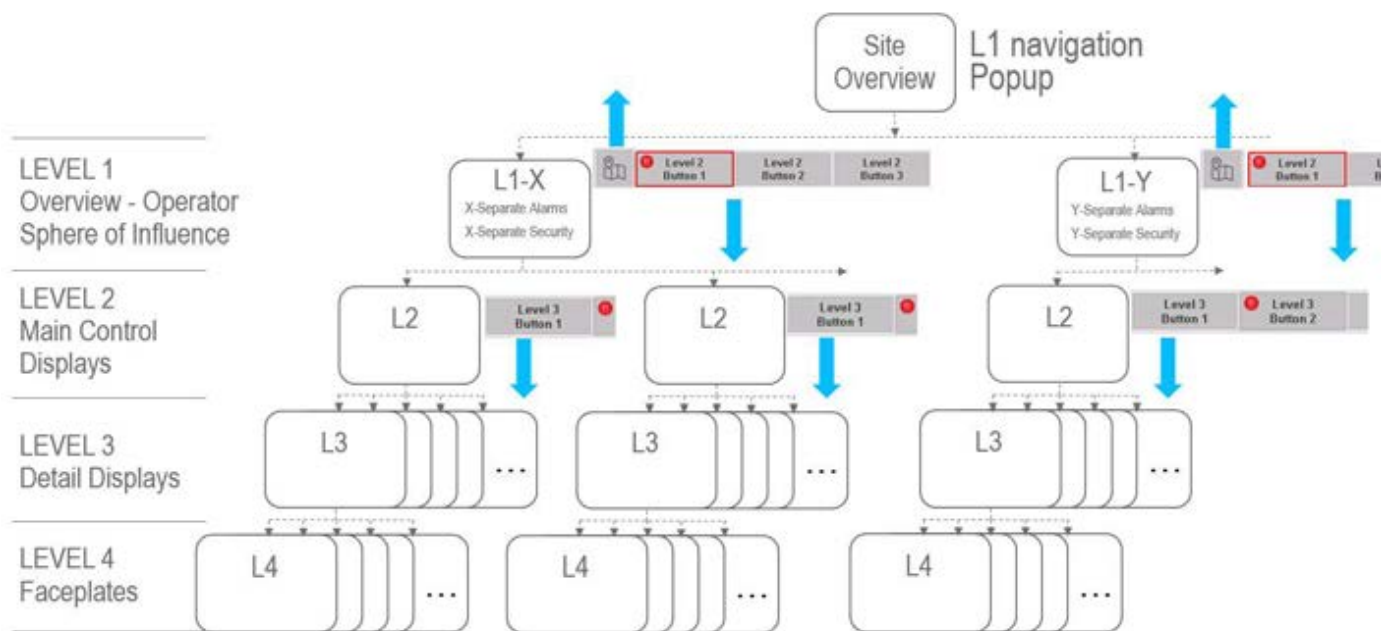 Site
Overview
L1 navigation
Popup
LEVEL 1
Overview - Operator
Sphere of Influence
L1-X
X-Separate Alarms
X-Separate Security
Level 2
Button 1
Level 2
Button 2
Level 2
Button 3
L1-Y
Y-Separate Alarms
Y-Separate Security
Level 2
Button 1
LEVEL 2
Main Control
Displays
L2
Level 3
Button 1
L2
Level 3
Button 1
L2
Level 3
Button 1
Level 3
Button 2
LEVEL 3
Detail Displays
L3
...
L3
...
L3
...
LEVEL 4
Faceplates
L4
...
L4
...
L4
...